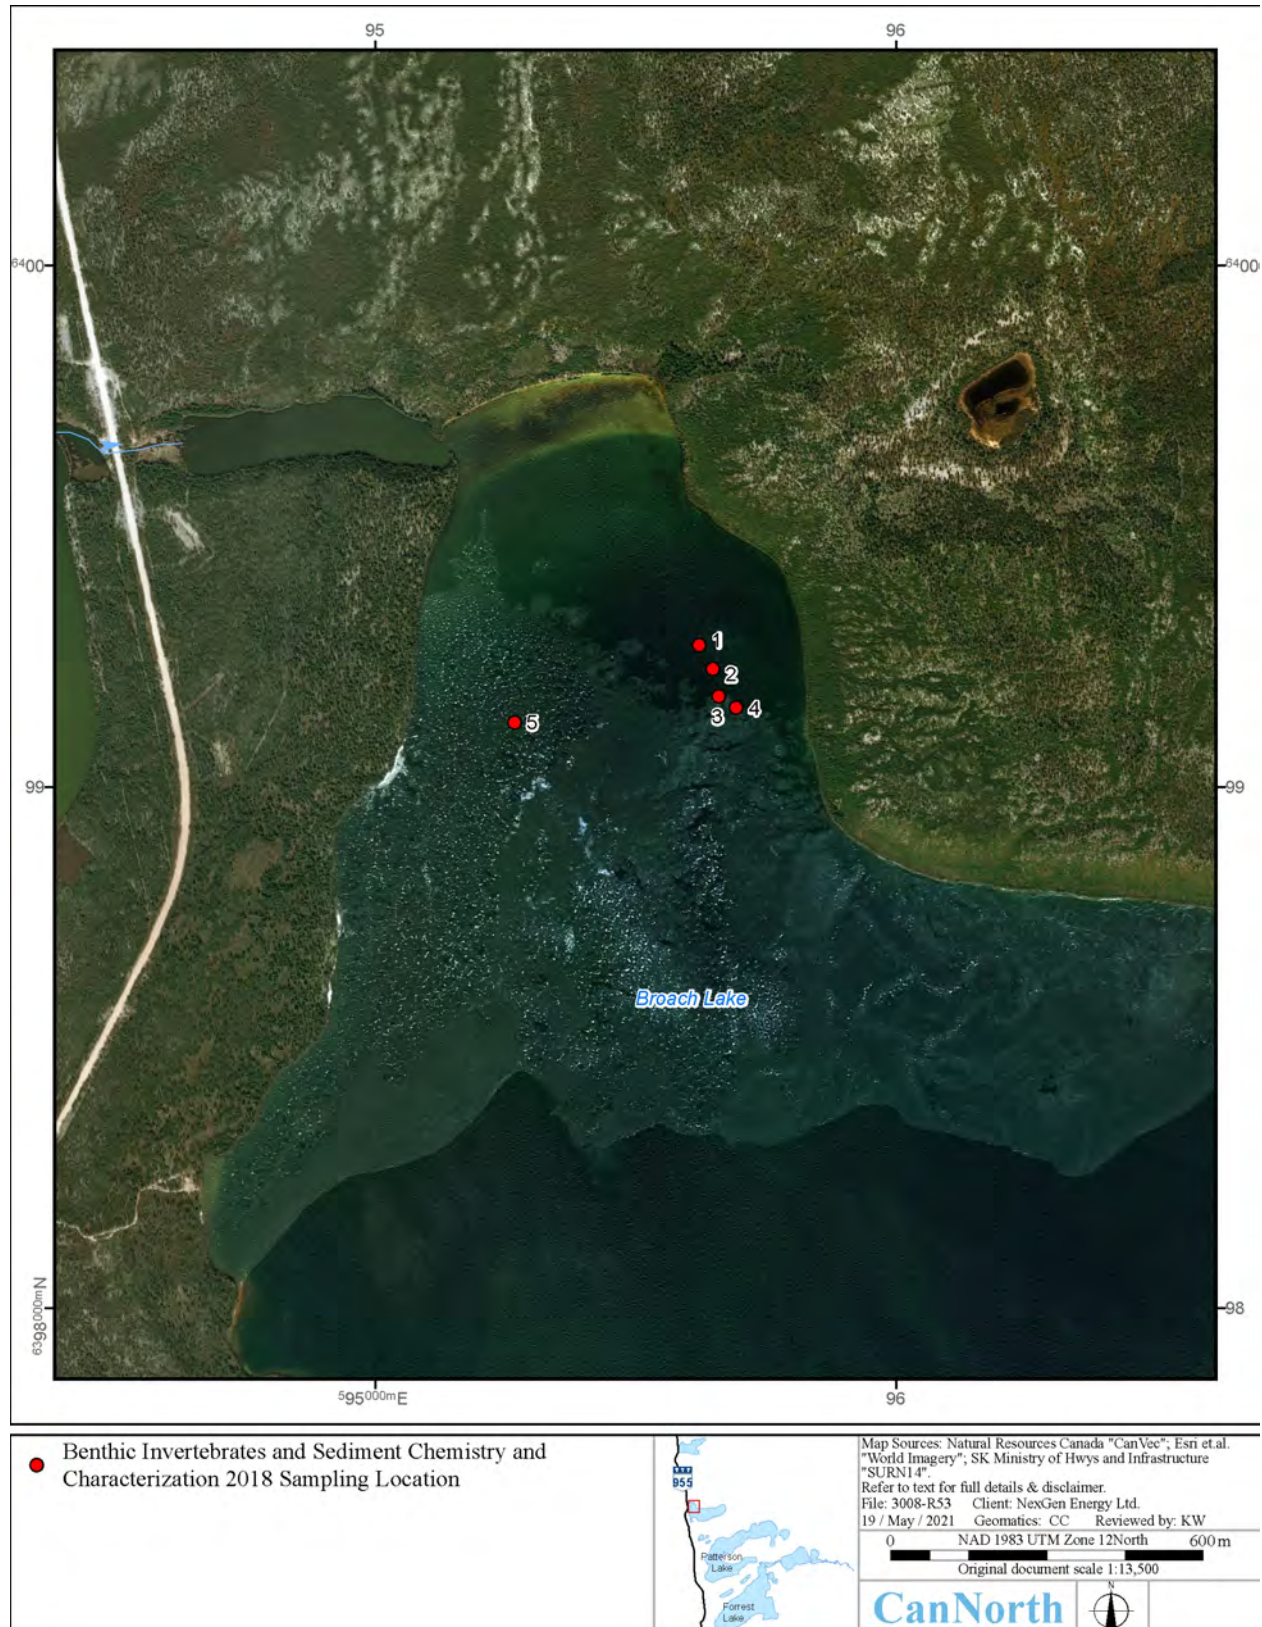 95 96
6400 6400
1
2
3 4
5
99 99
Broach Lake
6398000mN 98
595000mE 96
Benthic Invertebrates and Sediment Chemistry and
Characterization 2018 Sampling Location
955
Patterson
Lake
Forrest
Lake
Map Sources: Natural Resources Canada "CanVec"; Esri et.al.
"World Imagery"; SK Ministry of Hwys and Infrastructure
"SURN14".
Refer to text for full details & disclaimer.
File: 3008-R53 Client: NexGen Energy Ltd.
19 / May / 2021 Geomatics: CC Reviewed by: KW
0 NAD 1983 UTM Zone 12North 600 m
Original document scale 1:13,500
CanNorth
N